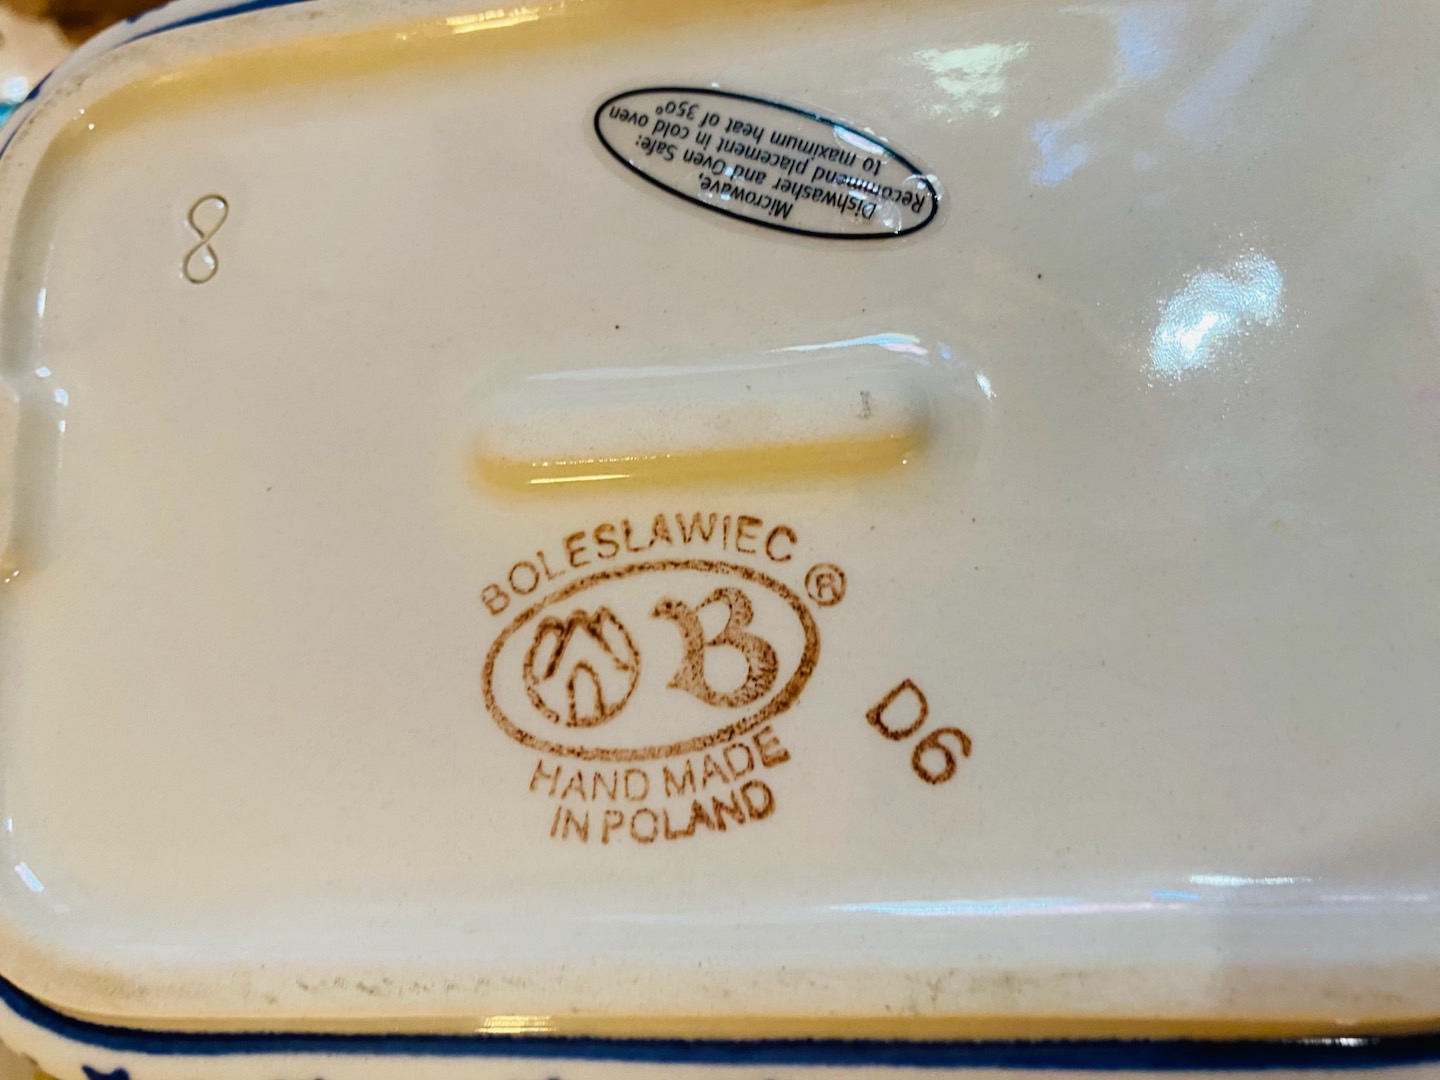 8
Microwave,
Dishwasher and Oven Safe:
Recommend placement in cold oven
to maximum heat of 350°
BOLESŁAWIEC ®
B
HAND MADE
IN POLAND
D6